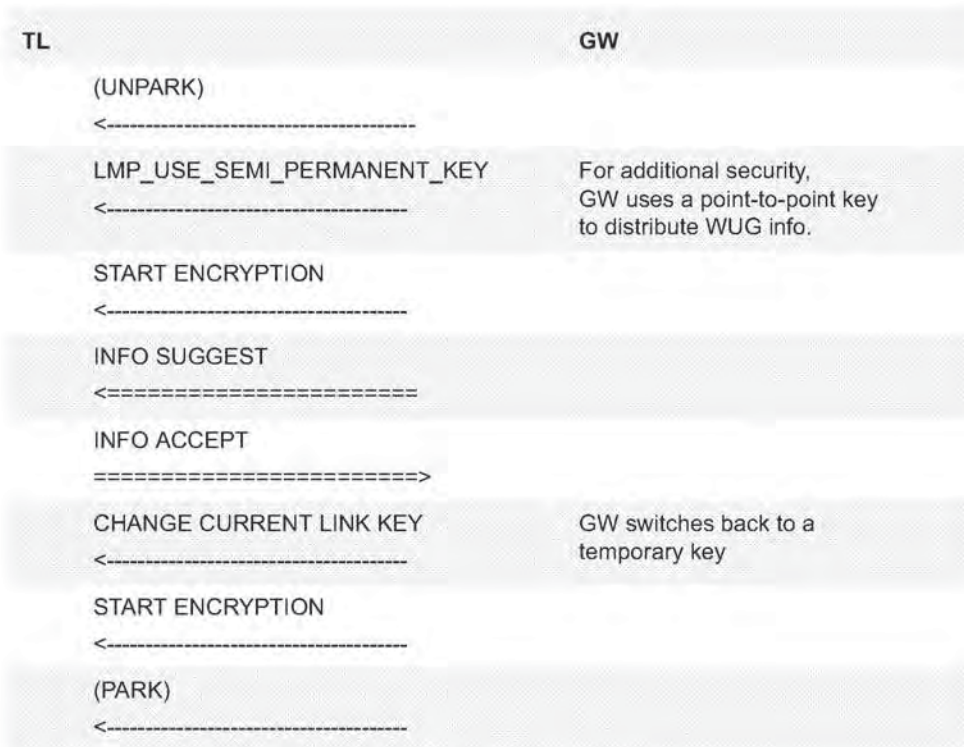 TL GW
(UNPARK)
<--------------------------------------
LMP_USE_SEMI_PERMANENT_KEY For additional security,
<------------------------------------- GW uses a point-to-point key
to distribute WUG info.
START ENCRYPTION
<-------------------------------------
INFO SUGGEST
<=======================
INFO ACCEPT
========================>
CHANGE CURRENT LINK KEY GW switches back to a
<------------------------------------- temporary key
START ENCRYPTION
<-------------------------------------
(PARK)
<-------------------------------------